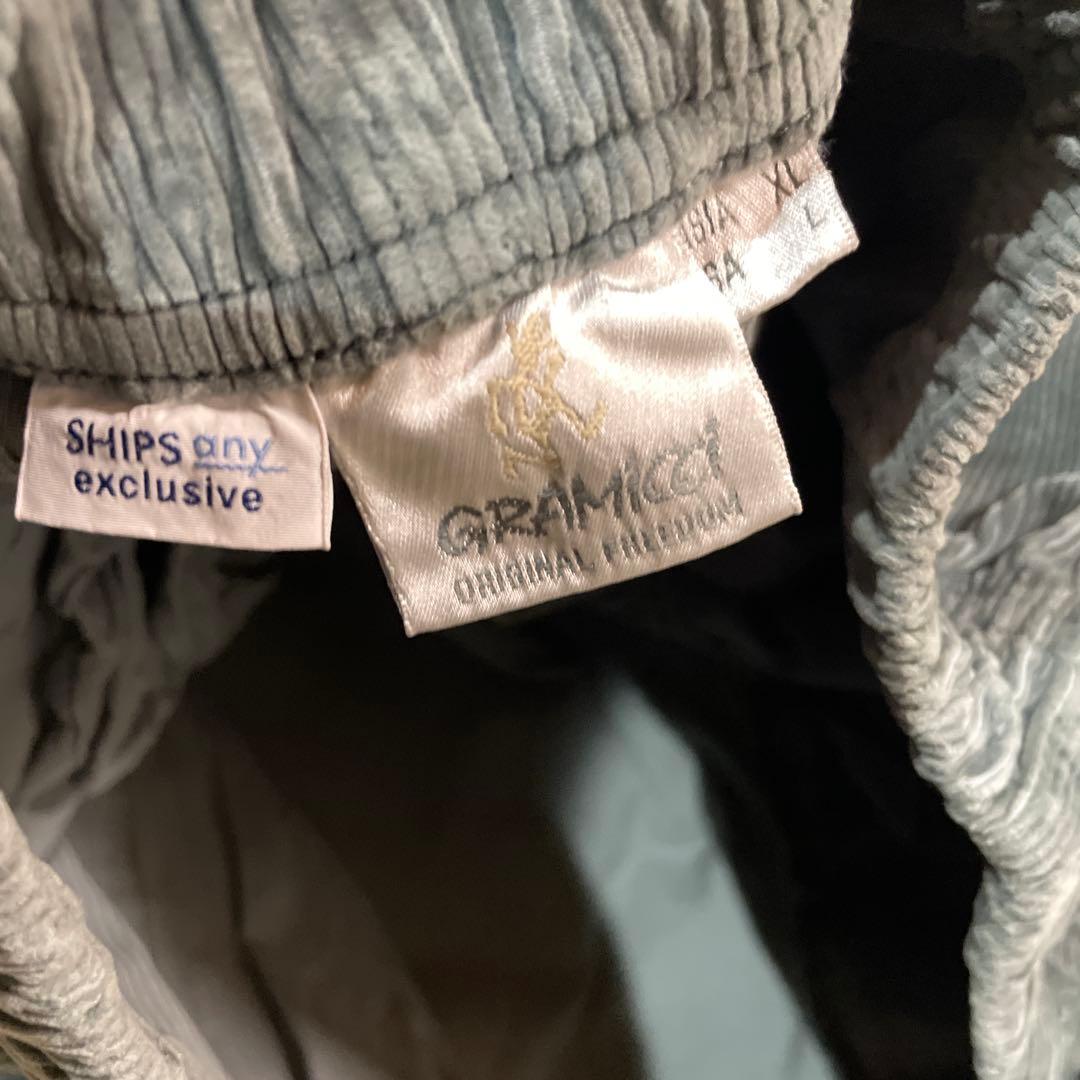 XL
L
SHIPS any
exclusive
GRAMICCI
ORIGINAL FREEDOM